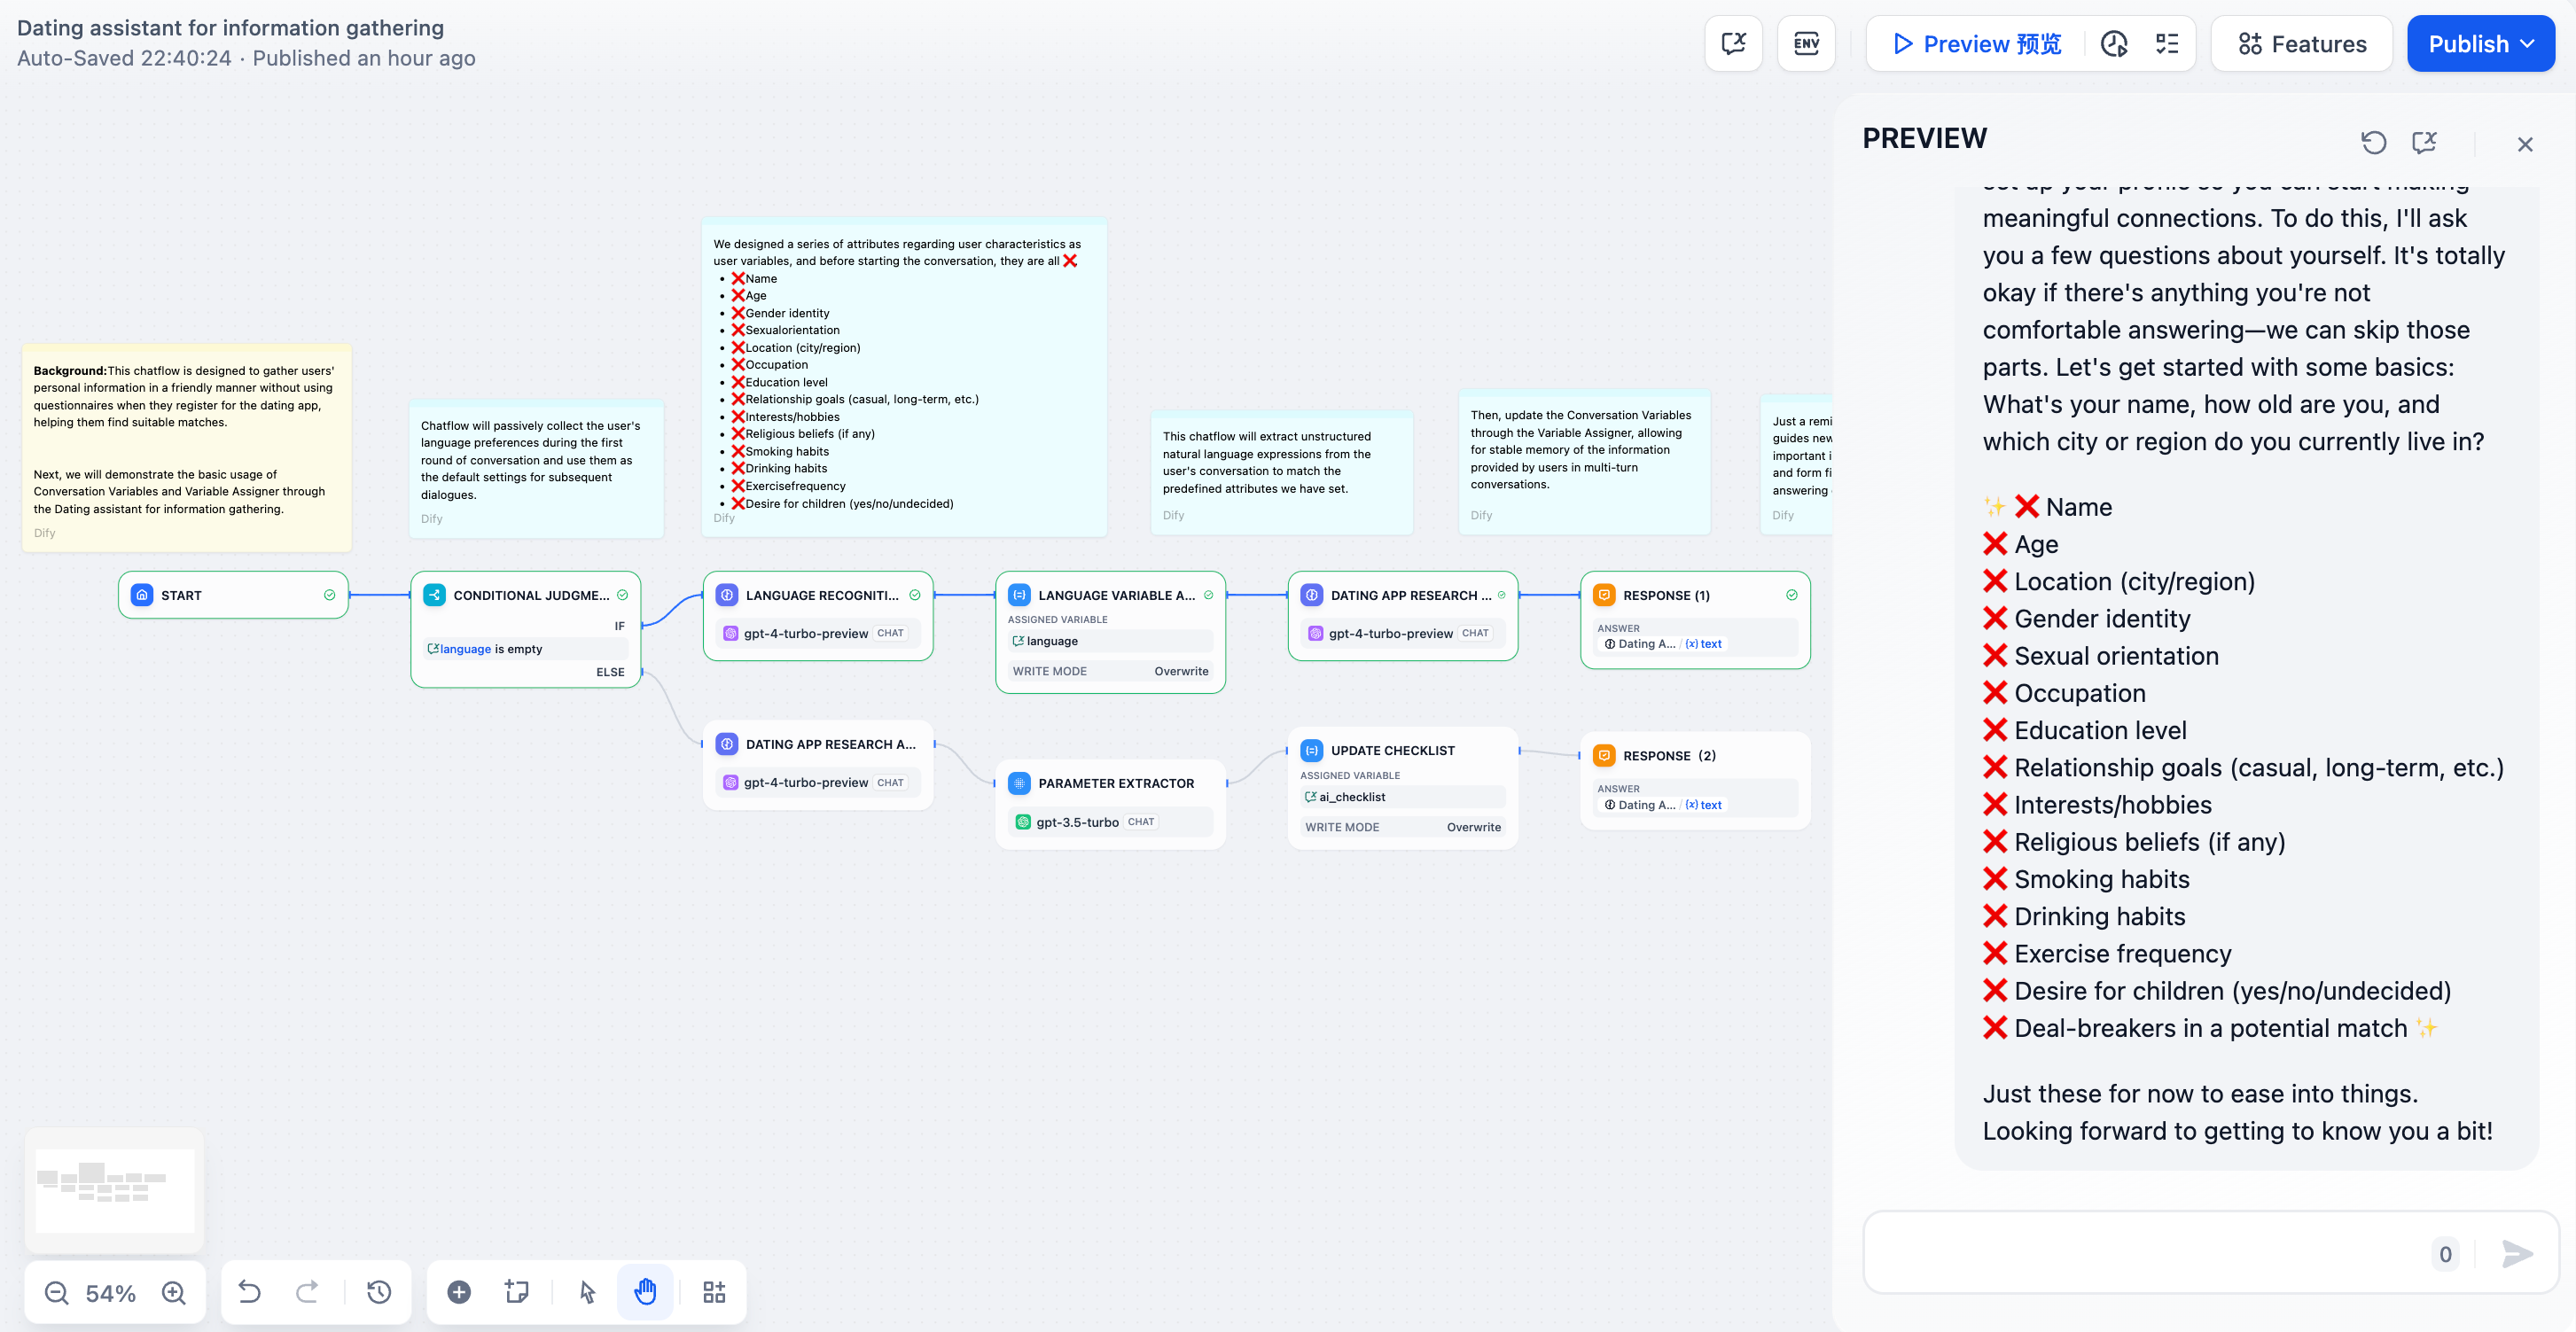 Dating assistant for information gathering
Auto-Saved 22:40:24 · Published an hour ago
ENV
Preview 预览
Features
Publish
Background:This chatflow is designed to gather users'
personal information in a friendly manner without using
questionnaires when they register for the dating app,
helping them find suitable matches.
Next, we will demonstrate the basic usage of
Conversation Variables and Variable Assigner through
the Dating assistant for information gathering.
Dify
Chatflow will passively collect the user's
language preferences during the first
round of conversation and use them as
the default settings for subsequent
dialogues.
Dify
We designed a series of attributes regarding user characteristics as
user variables, and before starting the conversation, they are all ❌
• ❌Name
• ❌Age
• ❌Gender identity
• ❌Sexualorientation
• ❌Location (city/region)
• ❌Occupation
• ❌Education level
• ❌Relationship goals (casual, long-term, etc.)
• ❌Interests/hobbies
• ❌Religious beliefs (if any)
• ❌Smoking habits
• ❌Drinking habits
• ❌Exercisefrequency
• ❌Desire for children (yes/no/undecided)
Dify
This chatflow will extract unstructured
natural language expressions from the
user's conversation to match the
predefined attributes we have set.
Dify
Then, update the Conversation Variables
through the Variable Assigner, allowing
for stable memory of the information
provided by users in multi-turn
conversations.
Dify
Just a remi
guides new
important i
and form fi
answering
Dify
START
CONDITIONAL JUDGME...
IF
language is empty
ELSE
LANGUAGE RECOGNITI...
gpt-4-turbo-preview CHAT
LANGUAGE VARIABLE A...
ASSIGNED VARIABLE
language
WRITE MODE Overwrite
DATING APP RESEARCH ...
gpt-4-turbo-preview CHAT
RESPONSE (1)
ANSWER
Dating A... / (x) text
DATING APP RESEARCH A...
gpt-4-turbo-preview CHAT
PARAMETER EXTRACTOR
gpt-3.5-turbo CHAT
UPDATE CHECKLIST
ASSIGNED VARIABLE
ai_checklist
WRITE MODE Overwrite
RESPONSE (2)
ANSWER
Dating A... / (x) text
54%
PREVIEW
meaningful connections. To do this, I'll ask
you a few questions about yourself. It's totally
okay if there's anything you're not
comfortable answering—we can skip those
parts. Let's get started with some basics:
What's your name, how old are you, and
which city or region do you currently live in?
✨ ❌ Name
❌ Age
❌ Location (city/region)
❌ Gender identity
❌ Sexual orientation
❌ Occupation
❌ Education level
❌ Relationship goals (casual, long-term, etc.)
❌ Interests/hobbies
❌ Religious beliefs (if any)
❌ Smoking habits
❌ Drinking habits
❌ Exercise frequency
❌ Desire for children (yes/no/undecided)
❌ Deal-breakers in a potential match ✨
Just these for now to ease into things.
Looking forward to getting to know you a bit!
0